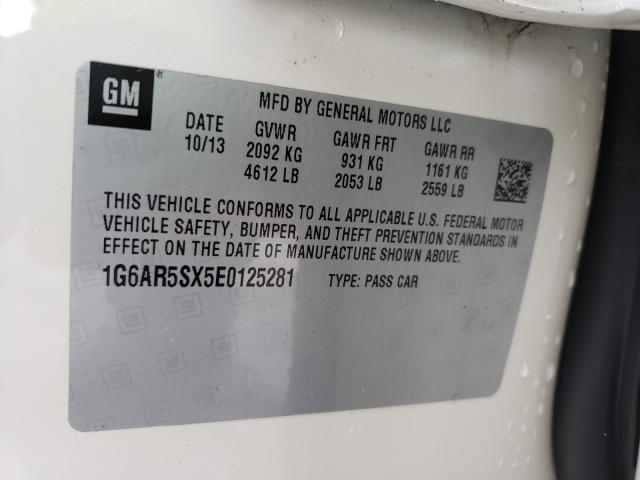 GM
MFD BY GENERAL MOTORS LLC
DATE GVWR GAWR FRT GAWR RR
10/13 2092 KG 931 KG 1161 KG
4612 LB 2053 LB 2559 LB
THIS VEHICLE CONFORMS TO ALL APPLICABLE U.S. FEDERAL MOTOR
VEHICLE SAFETY, BUMPER, AND THEFT PREVENTION STANDARDS IN
EFFECT ON THE DATE OF MANUFACTURE SHOWN ABOVE.
1G6AR5SX5E0125281 TYPE: PASS CAR